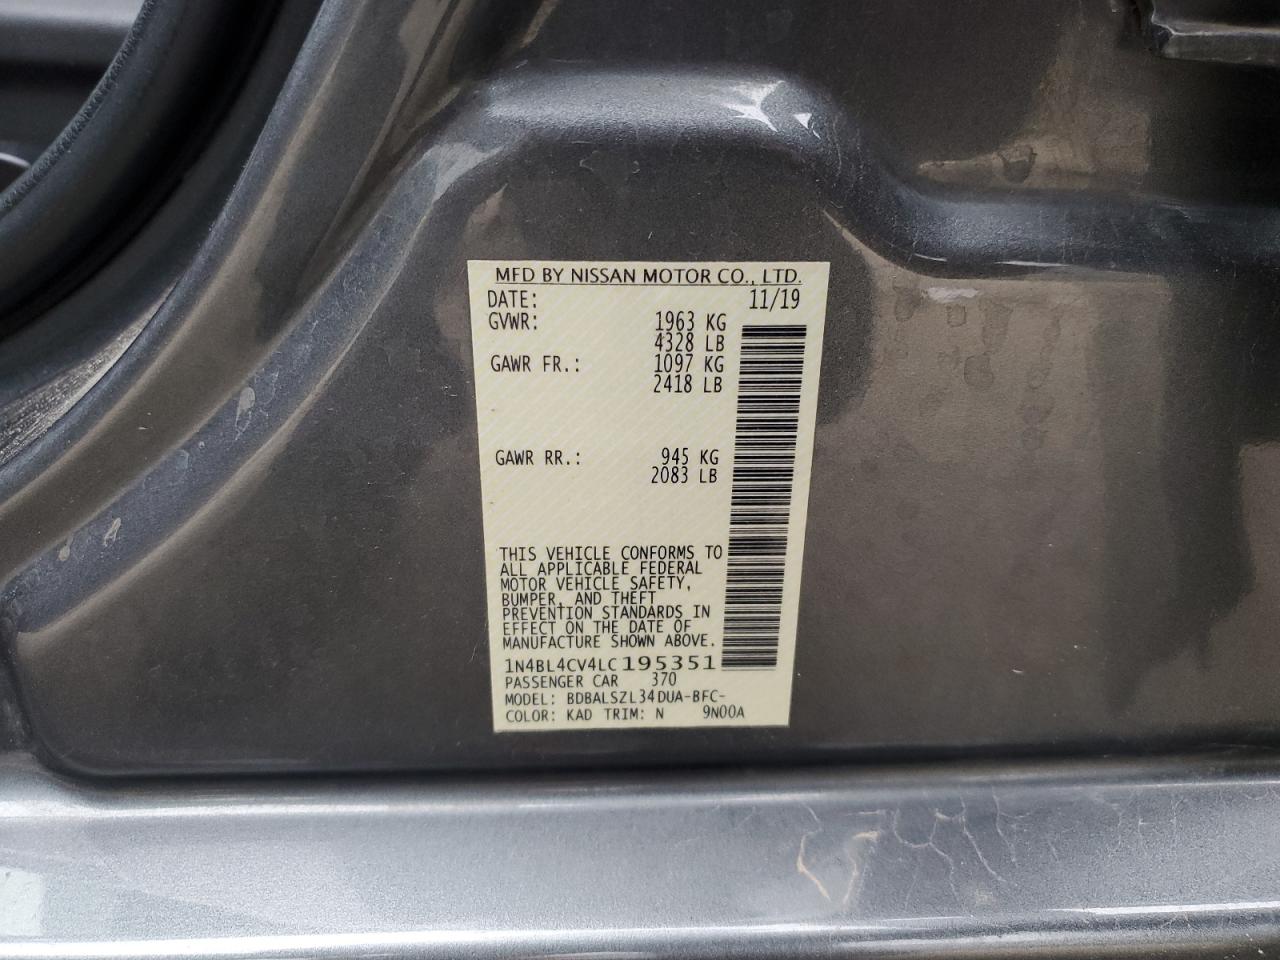 MFD BY NISSAN MOTOR CO., LTD.
DATE: 11/19
GVWR: 1963 KG
4328 LB
GAWR FR.: 1097 KG
2418 LB
GAWR RR.: 945 KG
2083 LB
THIS VEHICLE CONFORMS TO
ALL APPLICABLE FEDERAL
MOTOR VEHICLE SAFETY,
BUMPER, AND THEFT
PREVENTION STANDARDS IN
EFFECT ON THE DATE OF
MANUFACTURE SHOWN ABOVE.
1N4BL4CV4LC195351
PASSENGER CAR 370
MODEL: BDBALSZL34DUA-BFC-
COLOR: KAD TRIM: N 9N00A